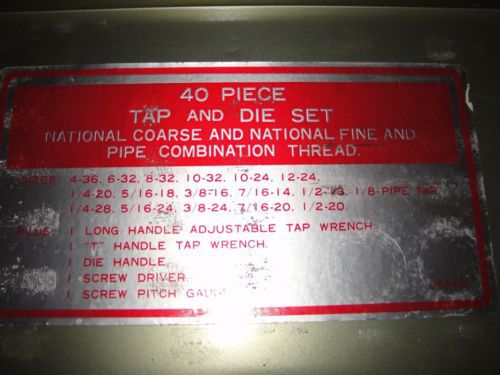 40 PIECE
TAP AND DIE SET
NATIONAL COARSE AND NATIONAL FINE AND
PIPE COMBINATION THREAD.
SIZES: 4-36, 6-32, 8-32, 10-32, 10-24, 12-24,
1/4-20, 5/16-18, 3/8-16, 7/16-14, 1/2-13, 1/8-PIPE TAP
1/4-28, 5/16-24, 3/8-24, 7/16-20, 1/2-20.
PLUS: 1 LONG HANDLE ADJUSTABLE TAP WRENCH.
1 "T" HANDLE TAP WRENCH.
1 DIE HANDLE.
1 SCREW DRIVER.
1 SCREW PITCH